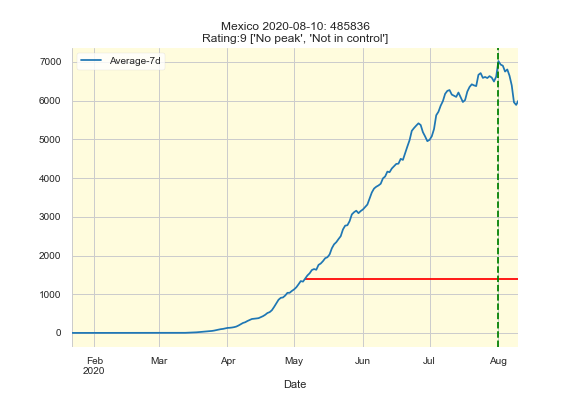 Mexico 2020-08-10: 485836
Rating:9 ['No peak', 'Not in control']
Average-7d
7000
6000
5000
4000
3000
2000
1000
0
Feb
2020
Mar
Apr
May
Jun
Jul
Aug
Date